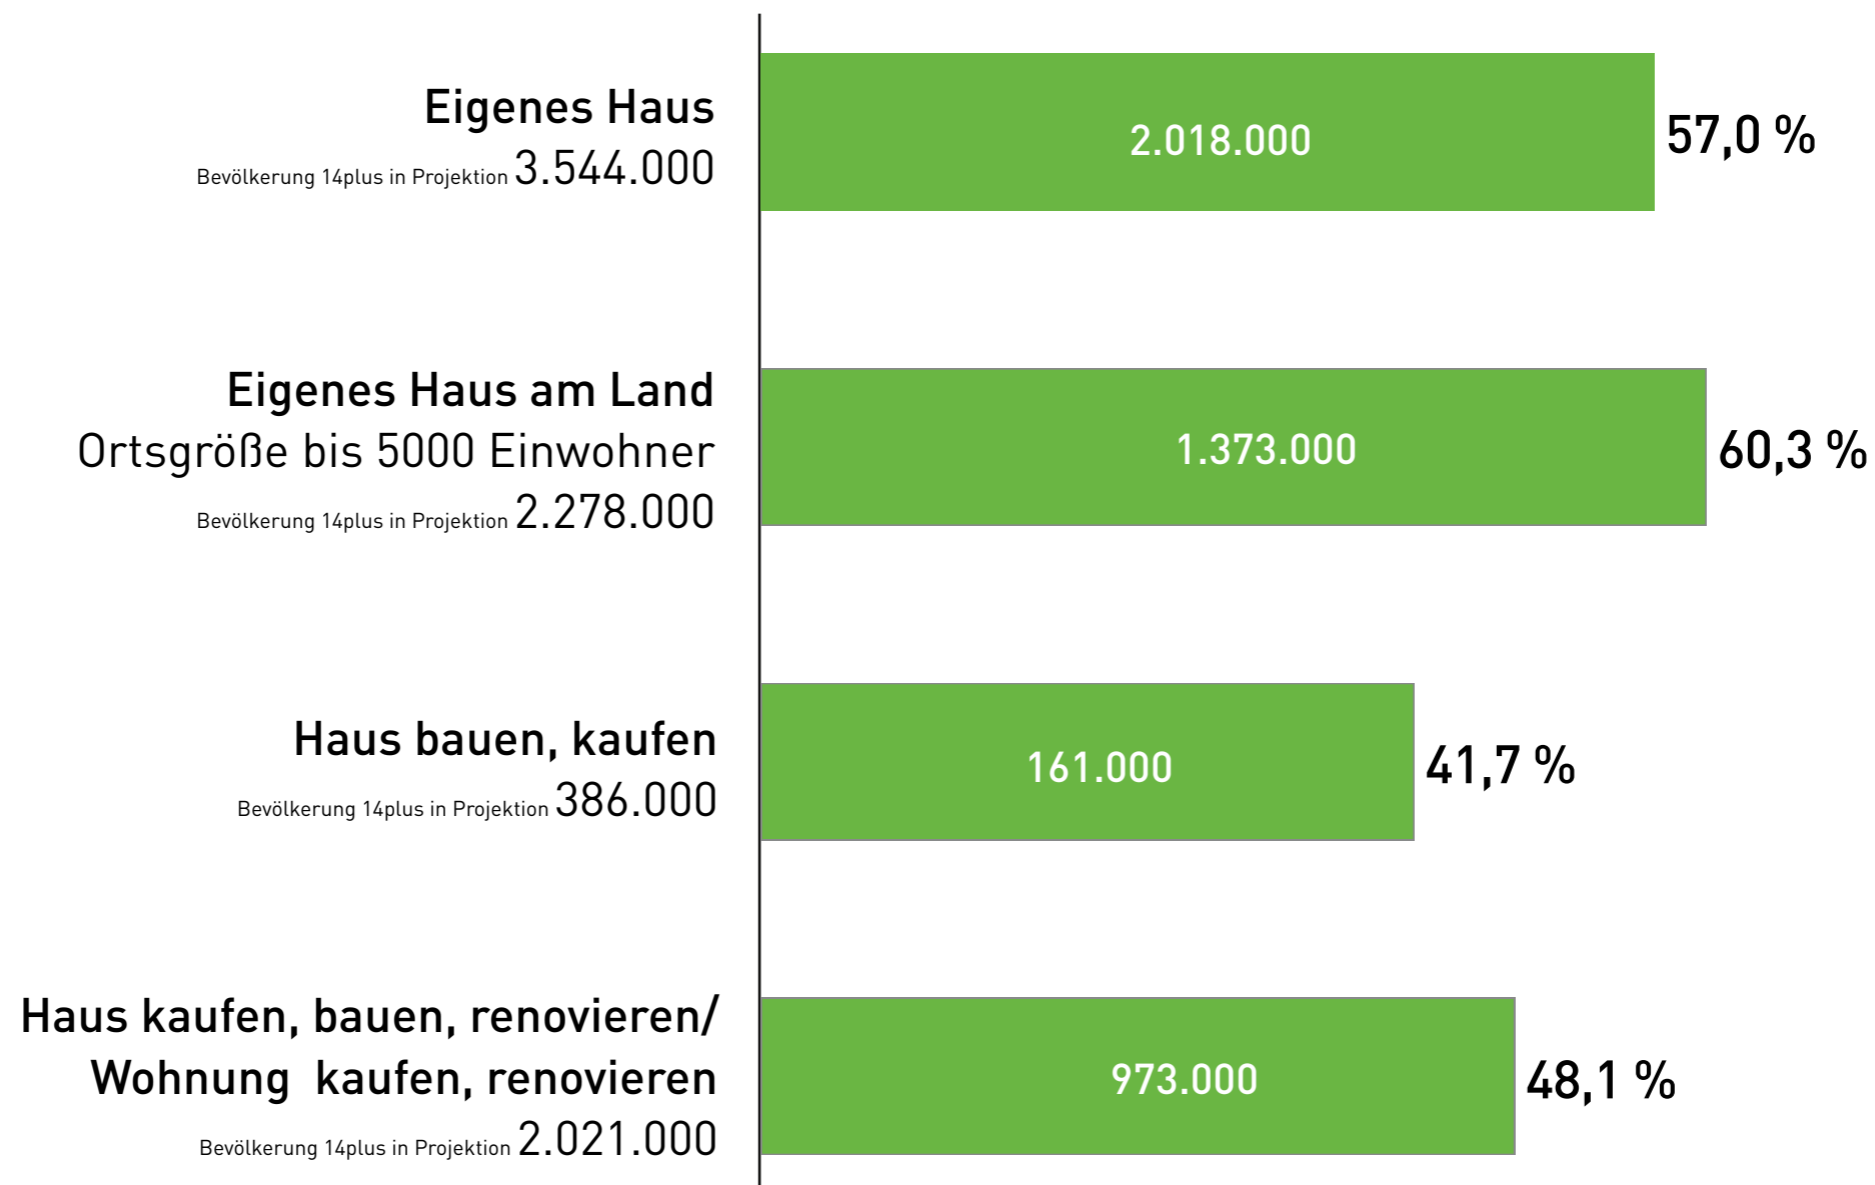 Eigenes Haus
Bevölkerung 14plus in Projektion 3.544.000
2.018.000
57,0 %
Eigenes Haus am Land
Ortsgröße bis 5000 Einwohner
Bevölkerung 14plus in Projektion 2.278.000
1.373.000
60,3 %
Haus bauen, kaufen
Bevölkerung 14plus in Projektion 386.000
161.000
41,7 %
Haus kaufen, bauen, renovieren/
Wohnung kaufen, renovieren
Bevölkerung 14plus in Projektion 2.021.000
973.000
48,1 %